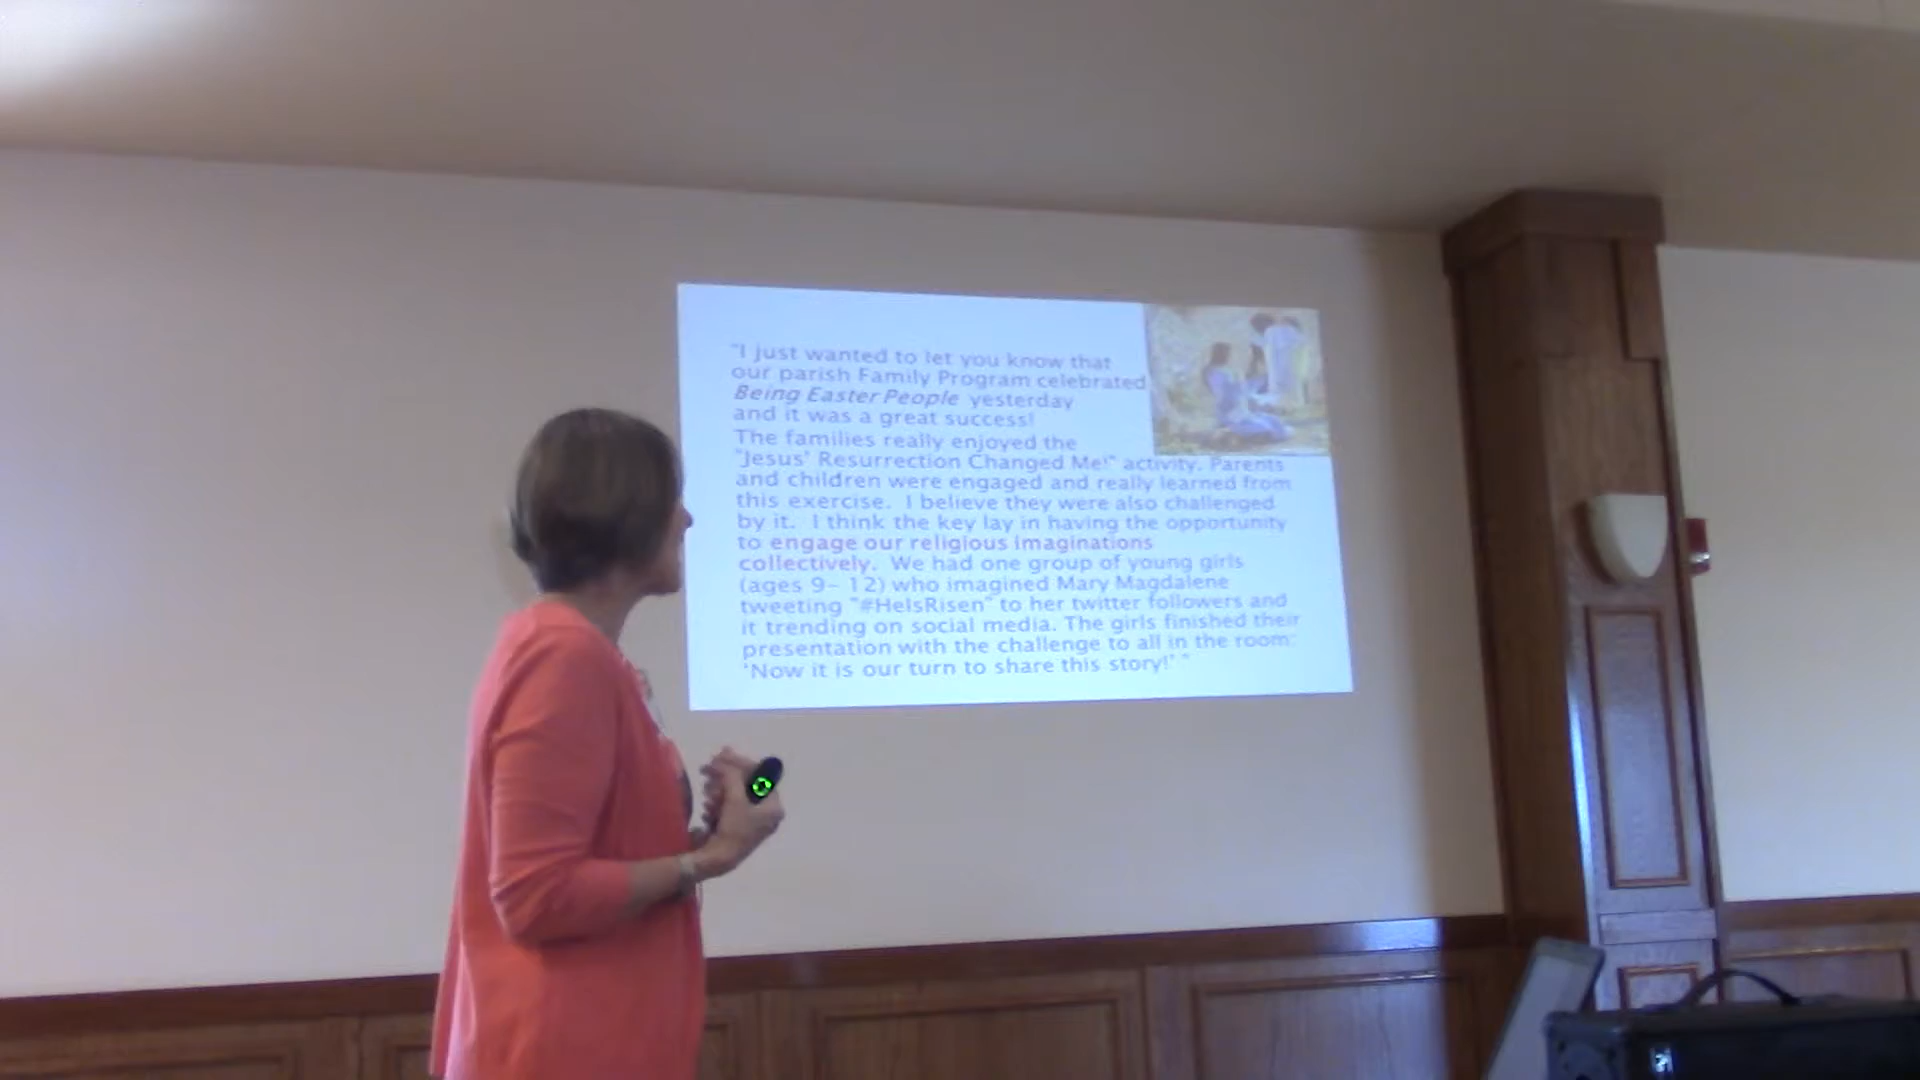 "I just wanted to let you know that
our parish Family Program celebrated
Being Easter People yesterday
and it was a great success!
The families really enjoyed the
"Jesus' Resurrection Changed Me!" activity. Parents
and children were engaged and really learned from
this exercise. I believe they were also challenged
by it. I think the key lay in having the opportunity
to engage our religious imaginations
collectively. We had one group of young girls
(ages 9- 12) who imagined Mary Magdalene
tweeting "#HeIsRisen" to her twitter followers and
it trending on social media. The girls finished their
presentation with the challenge to all in the room:
'Now it is our turn to share this story!' "